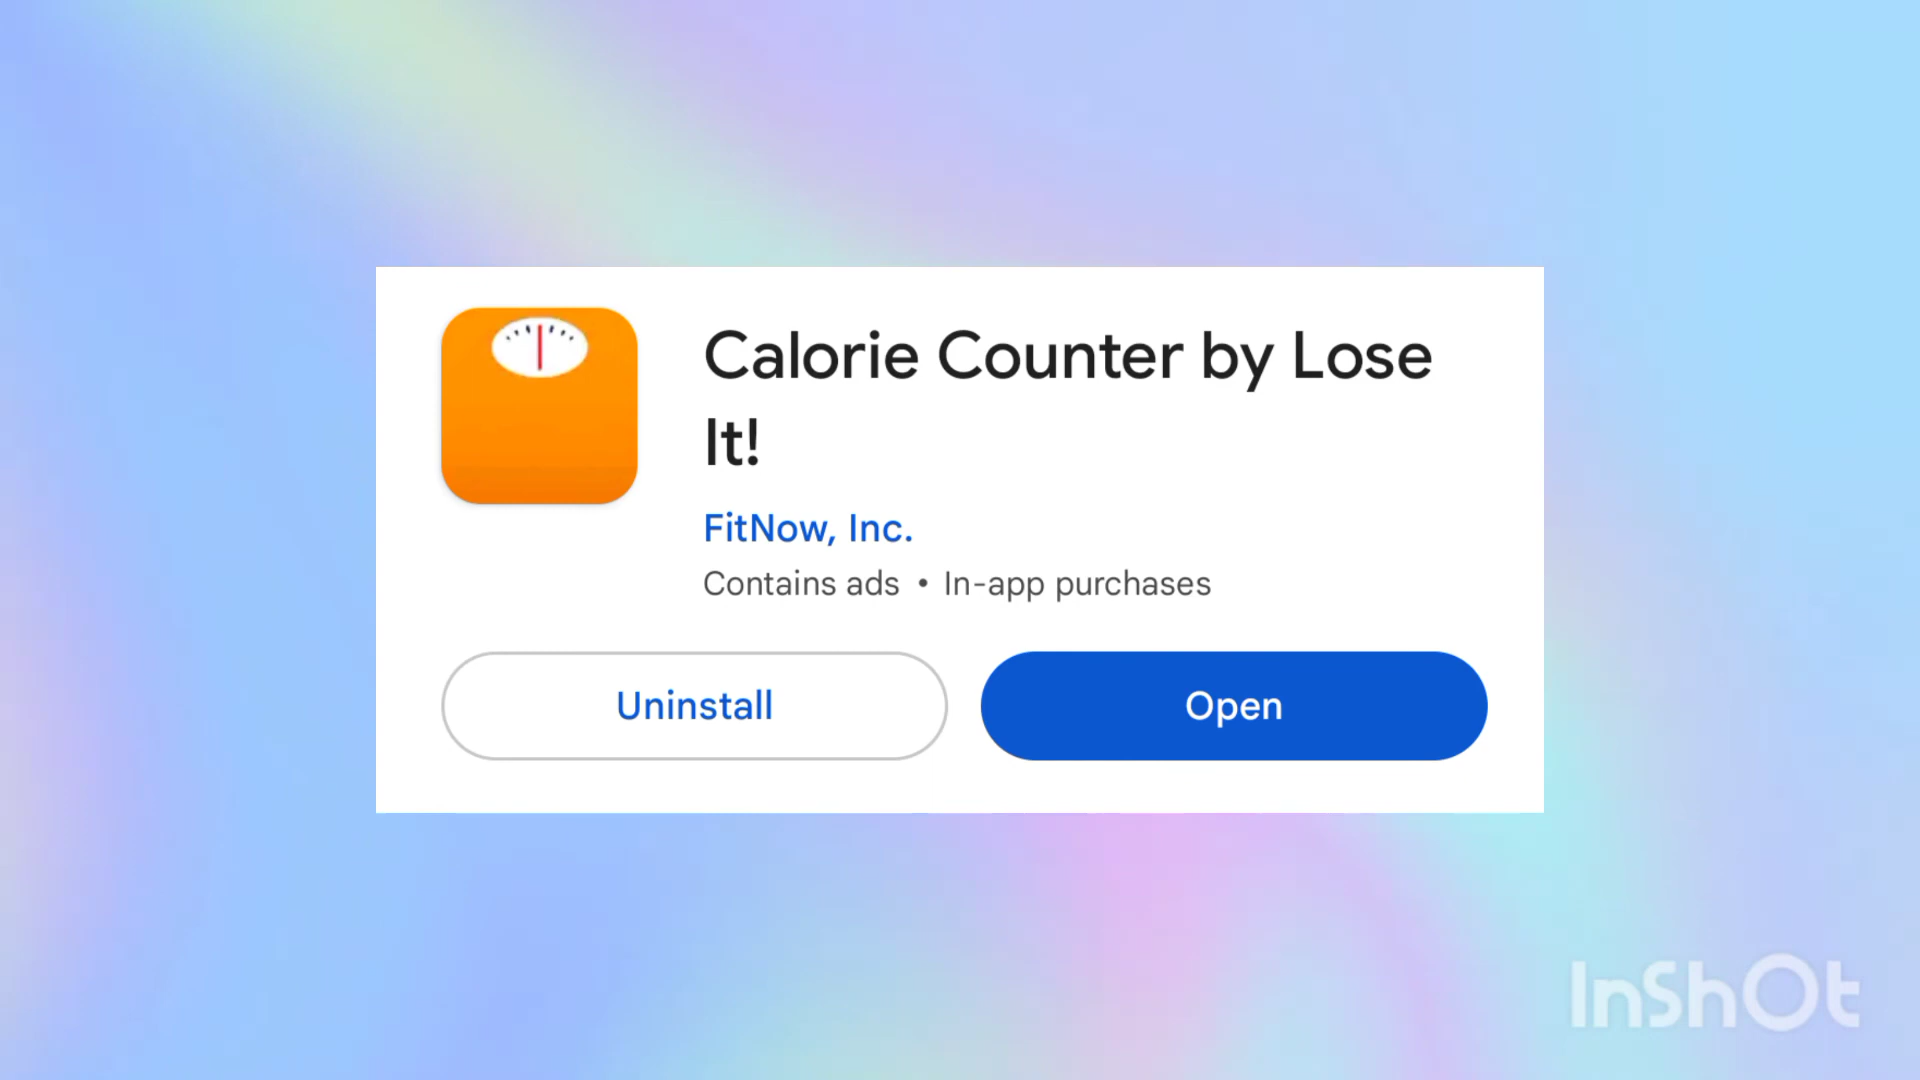 Calorie Counter by Lose
It!
FitNow, Inc.
Contains ads • In-app purchases
Uninstall
Open
InShOt